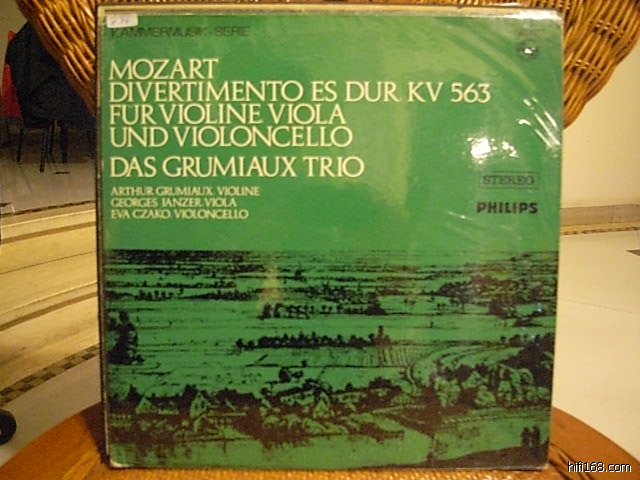 KAMMERMUSIK-SERIE
MOZART
DIVERTIMENTO ES DUR KV 563
FÜR VIOLINE VIOLA
UND VIOLONCELLO
DAS GRUMIAUX TRIO
ARTHUR GRUMIAUX, VIOLINE
GEORGES JANZER, VIOLA
EVA CZAKO, VIOLONCELLO
STEREO
PHILIPS
hifi168.com